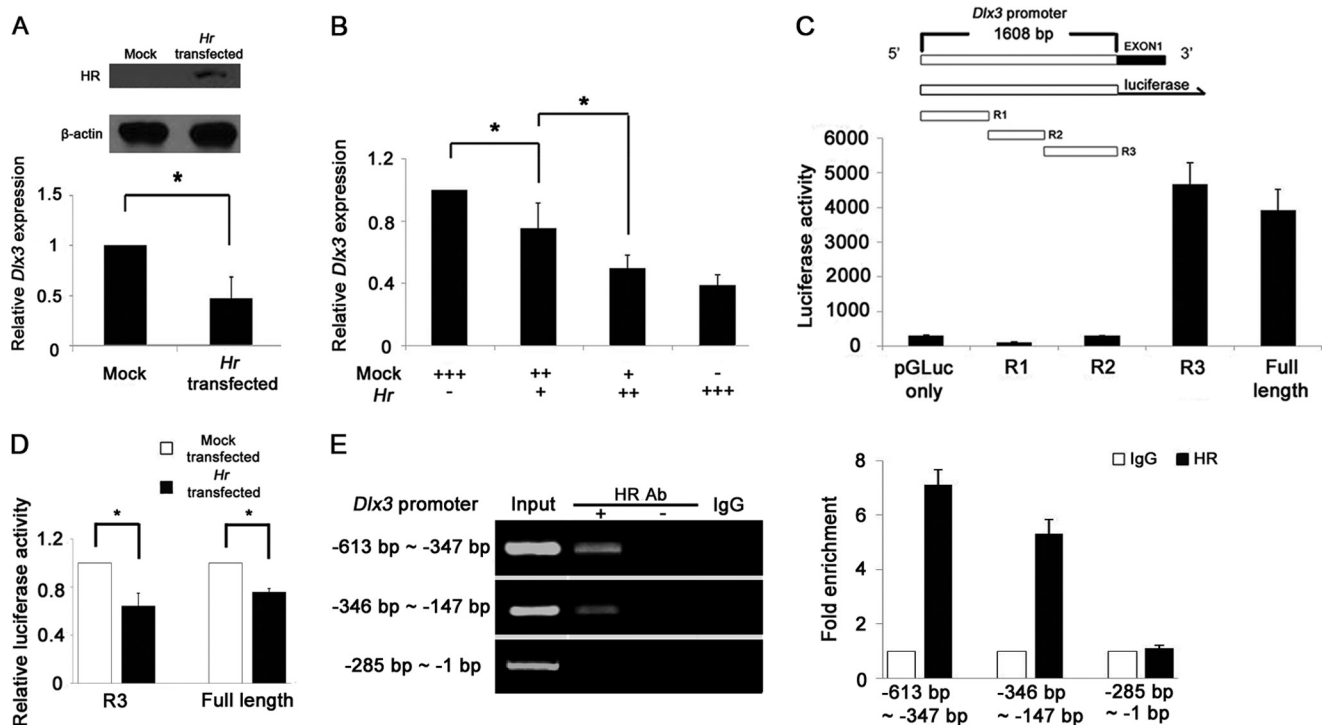 A
Mock
Hr
transfected
HR
β-actin
*
Relative Dlx3 expression
1.5
1
0.5
0
Mock
Hr
transfected
B
*
*
Relative Dlx3 expression
1.2
0.8
0.4
0
Mock +++ ++ + -
Hr - + ++ +++
C
Dlx3 promoter
1608 bp
5’ EXON1 3’
luciferase
R1
R2
R3
Luciferase activity
6000
5000
4000
3000
2000
1000
0
pGLuc
only
R1 R2 R3 Full
length
D
Mock
transfected
Hr
transfected
* *
Relative luciferase activity
1.2
0.8
0.4
0
R3 Full length
E
Dlx3 promoter Input HR Ab IgG
+ -
-613 bp ~ -347 bp
-346 bp ~ -147 bp
-285 bp ~ -1 bp
IgG HR
Fold enrichment
8
6
4
2
0
-613 bp -346 bp -285 bp
~ -347 bp ~ -147 bp ~ -1 bp